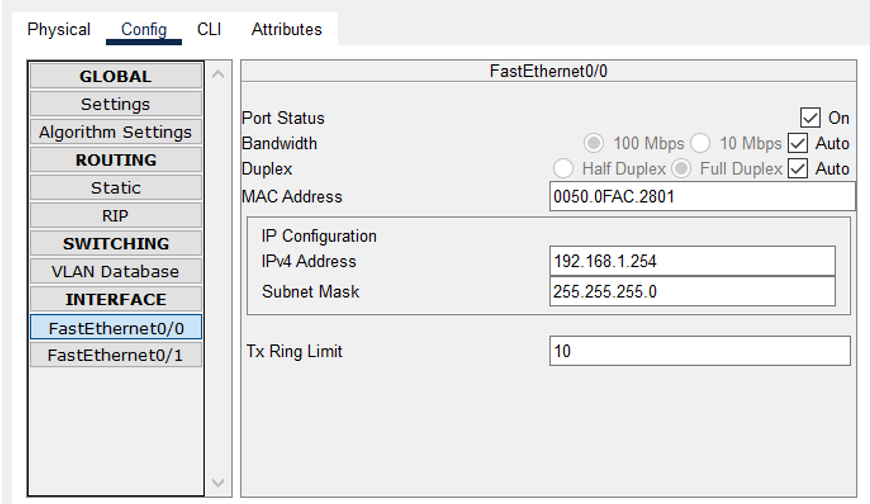 Physical Config CLI Attributes
GLOBAL
Settings
Algorithm Settings
ROUTING
Static
RIP
SWITCHING
VLAN Database
INTERFACE
FastEthernet0/0
FastEthernet0/1
FastEthernet0/0
Port Status On
Bandwidth 100 Mbps 10 Mbps Auto
Duplex Half Duplex Full Duplex Auto
MAC Address 0050.0FAC.2801
IP Configuration
IPv4 Address 192.168.1.254
Subnet Mask 255.255.255.0
Tx Ring Limit 10